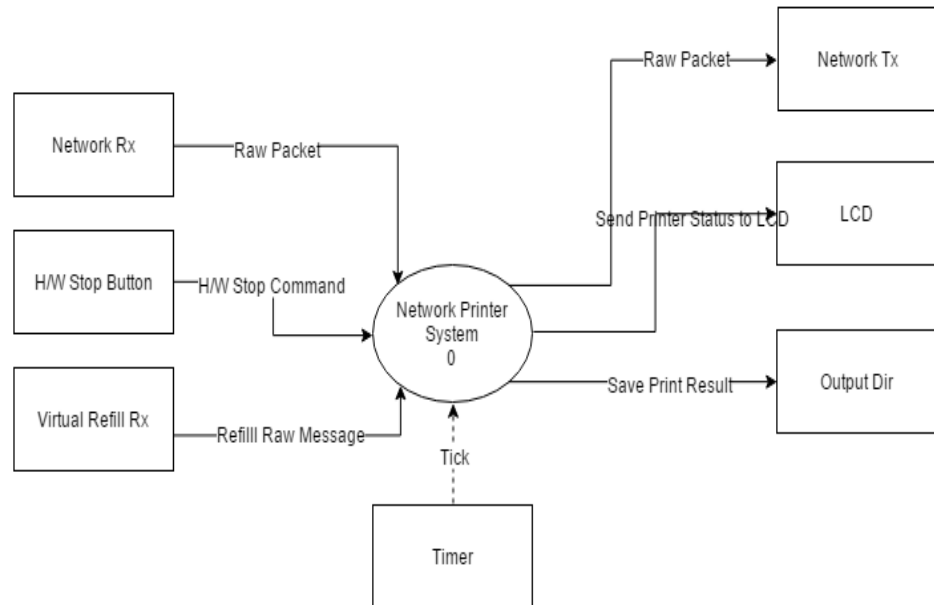 Raw Packet
Network Tx
Network Rx
Raw Packet
Send Printer Status to LCD
LCD
H/W Stop Button
H/W Stop Command
Network Printer
System
0
Virtual Refill Rx
Refilll Raw Message
Save Print Result
Output Dir
Tick
Timer